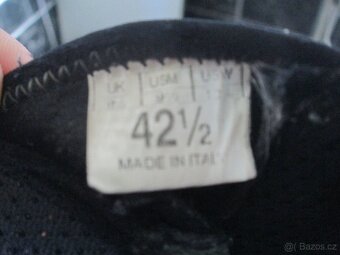 UK USM USW
42½
MADE IN ITALY
Bazos.cz